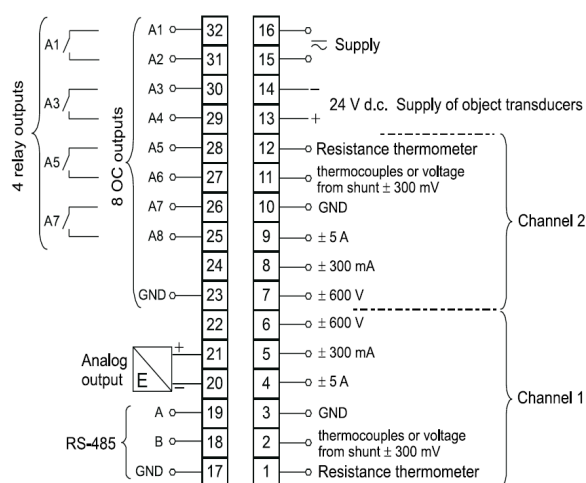 A1 32 16
Supply
A2 31 15
A1
A3 30 14 −
24 V d.c. Supply of object transducers
A3
A4 29 13 +
A5 28 12 Resistance thermometer
A5
A6 27 11 thermocouples or voltage
from shunt ± 300 mV
A7 26 10 GND
A7
A8 25 9 ± 5 A
24 8 ± 300 mA
GND 23 7 ± 600 V
Channel 2
4 relay outputs
8 OC outputs
22 6 ± 600 V
+ 21 5 ± 300 mA
Analog
output
E
− 20 4 ± 5 A
A 19 3 GND
B 18 2 thermocouples or voltage
from shunt ± 300 mV
RS-485
GND 17 1 Resistance thermometer
Channel 1